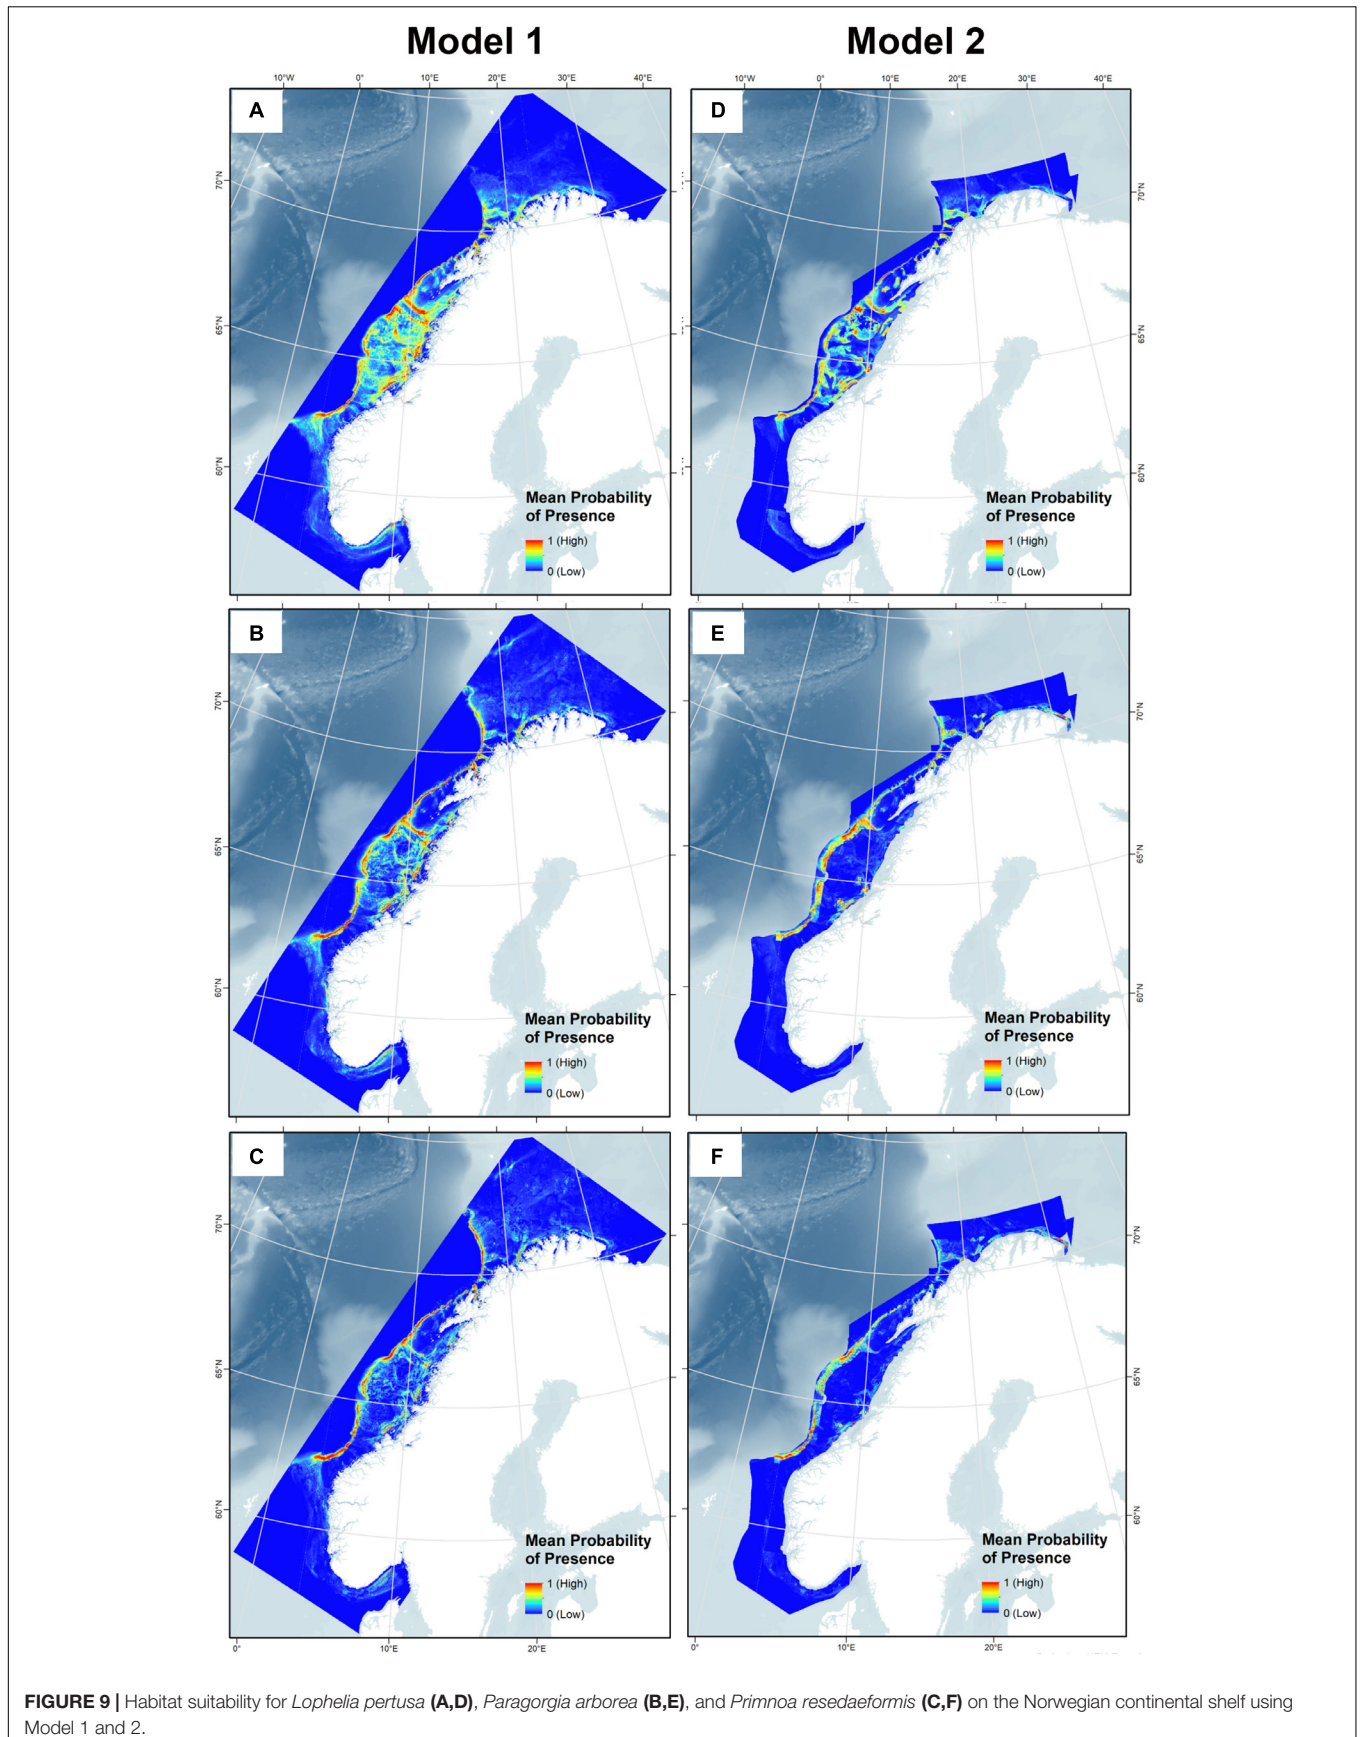 Model 1
Model 2
10°W 0° 10°E 20°E 30°E 40°E
10°W 0° 10°E 20°E 30°E 40°E
A
70°N
65°N
60°N
Mean Probability
of Presence
1 (High)
0 (Low)
D
70°N
65°N
60°N
Mean Probability
of Presence
1 (High)
0 (Low)
B
70°N
65°N
60°N
Mean Probability
of Presence
1 (High)
0 (Low)
E
70°N
65°N
60°N
Mean Probability
of Presence
1 (High)
0 (Low)
C
70°N
65°N
60°N
Mean Probability
of Presence
1 (High)
0 (Low)
0° 10°E 20°E
F
70°N
65°N
60°N
Mean Probability
of Presence
1 (High)
0 (Low)
0° 10°E 20°E
FIGURE 9 | Habitat suitability for Lophelia pertusa (A,D), Paragorgia arborea (B,E), and Primnoa resedaeformis (C,F) on the Norwegian continental shelf using
Model 1 and 2.